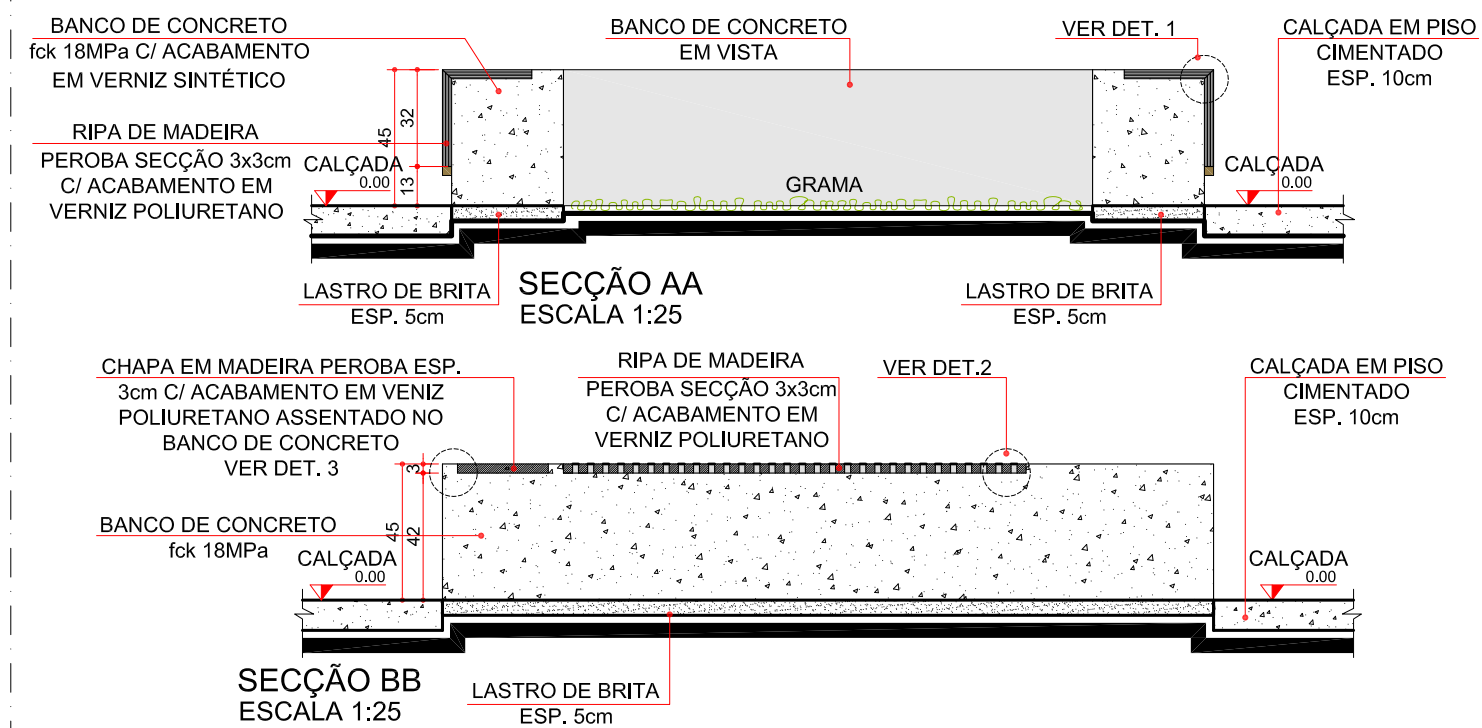 BANCO DE CONCRETO
fck 18MPa C/ ACABAMENTO
EM VERNIZ SINTÉTICO
BANCO DE CONCRETO
EM VISTA
VER DET. 1
CALÇADA EM PISO
CIMENTADO
ESP. 10cm
RIPA DE MADEIRA
PEROBA SECÇÃO 3x3cm
C/ ACABAMENTO EM
VERNIZ POLIURETANO
45
32
13
CALÇADA
0.00
GRAMA
CALÇADA
0.00
LASTRO DE BRITA
ESP. 5cm
SECÇÃO AA
ESCALA 1:25
LASTRO DE BRITA
ESP. 5cm
CHAPA EM MADEIRA PEROBA ESP.
3cm C/ ACABAMENTO EM VENIZ
POLIURETANO ASSENTADO NO
BANCO DE CONCRETO
VER DET. 3
RIPA DE MADEIRA
PEROBA SECÇÃO 3x3cm
C/ ACABAMENTO EM
VERNIZ POLIURETANO
VER DET.2
CALÇADA EM PISO
CIMENTADO
ESP. 10cm
3
45
42
BANCO DE CONCRETO
fck 18MPa
CALÇADA
0.00
CALÇADA
0.00
SECÇÃO BB
ESCALA 1:25
LASTRO DE BRITA
ESP. 5cm